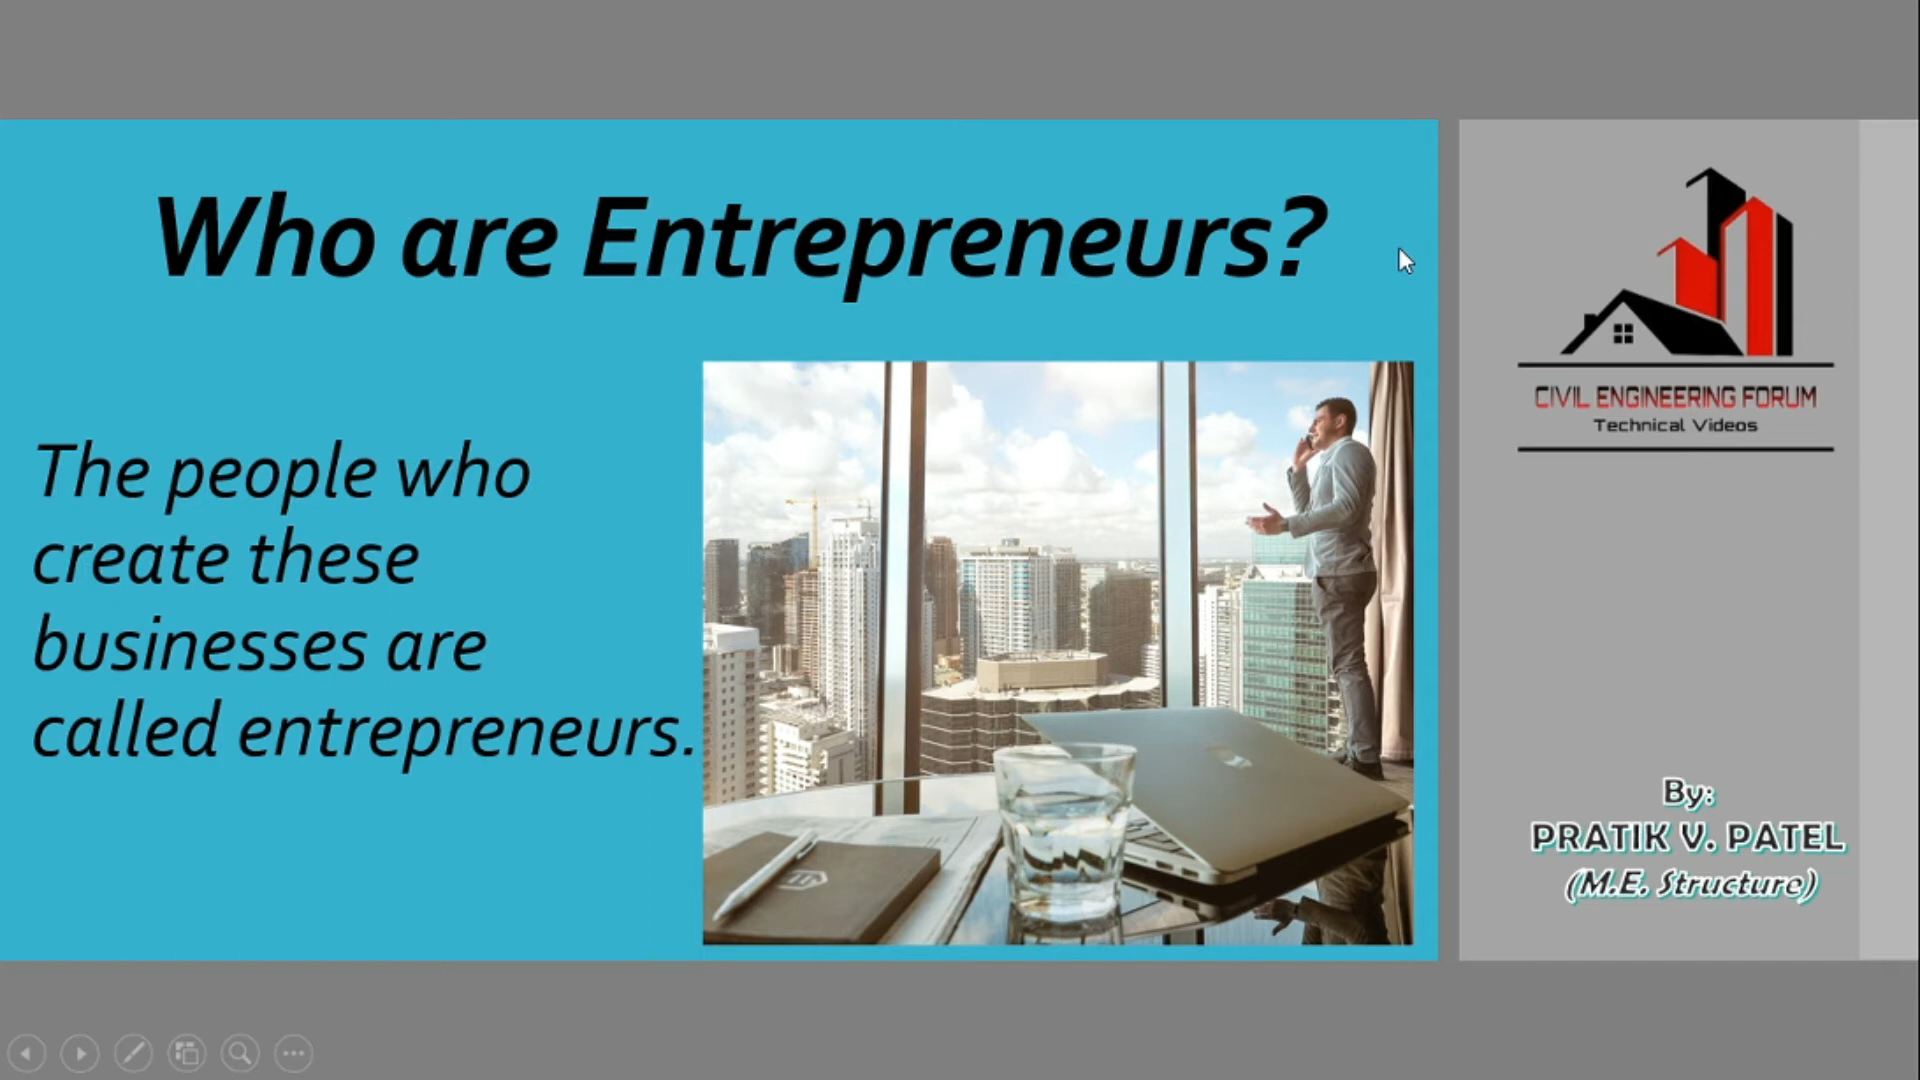 Who are Entrepreneurs?
The people who
create these
businesses are
called entrepreneurs.
CIVIL ENGINEERING FORUM
Technical Videos
By:
PRATIK V. PATEL
(M.E. Structure)